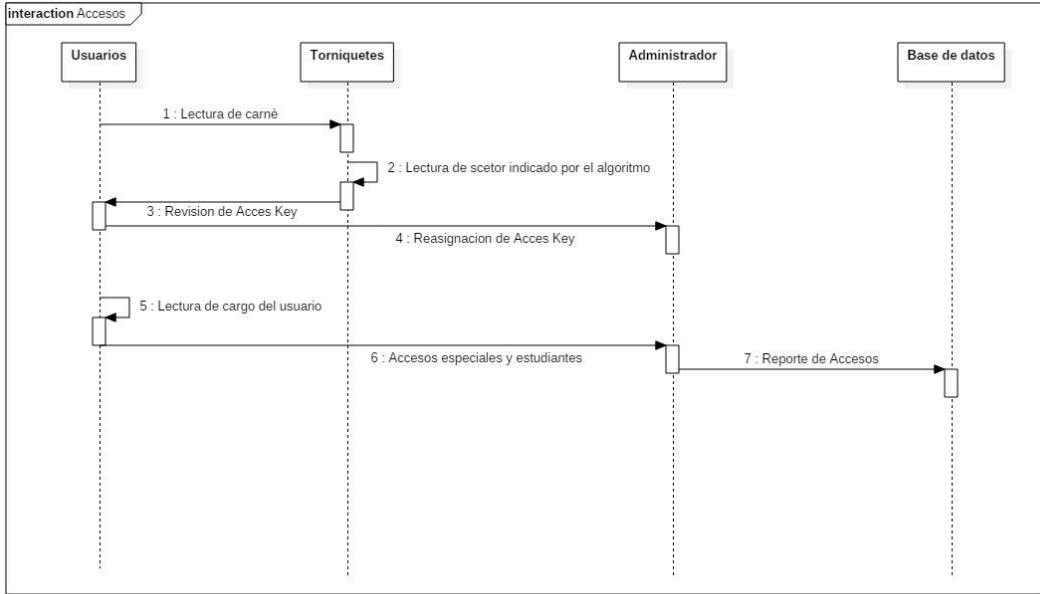 interaction Accesos
Usuarios
Torniquetes
Administrador
Base de datos
1 : Lectura de carnè
2 : Lectura de scetor indicado por el algoritmo
3 : Revision de Acces Key
4 : Reasignacion de Acces Key
5 : Lectura de cargo del usuario
6 : Accesos especiales y estudiantes
7 : Reporte de Accesos